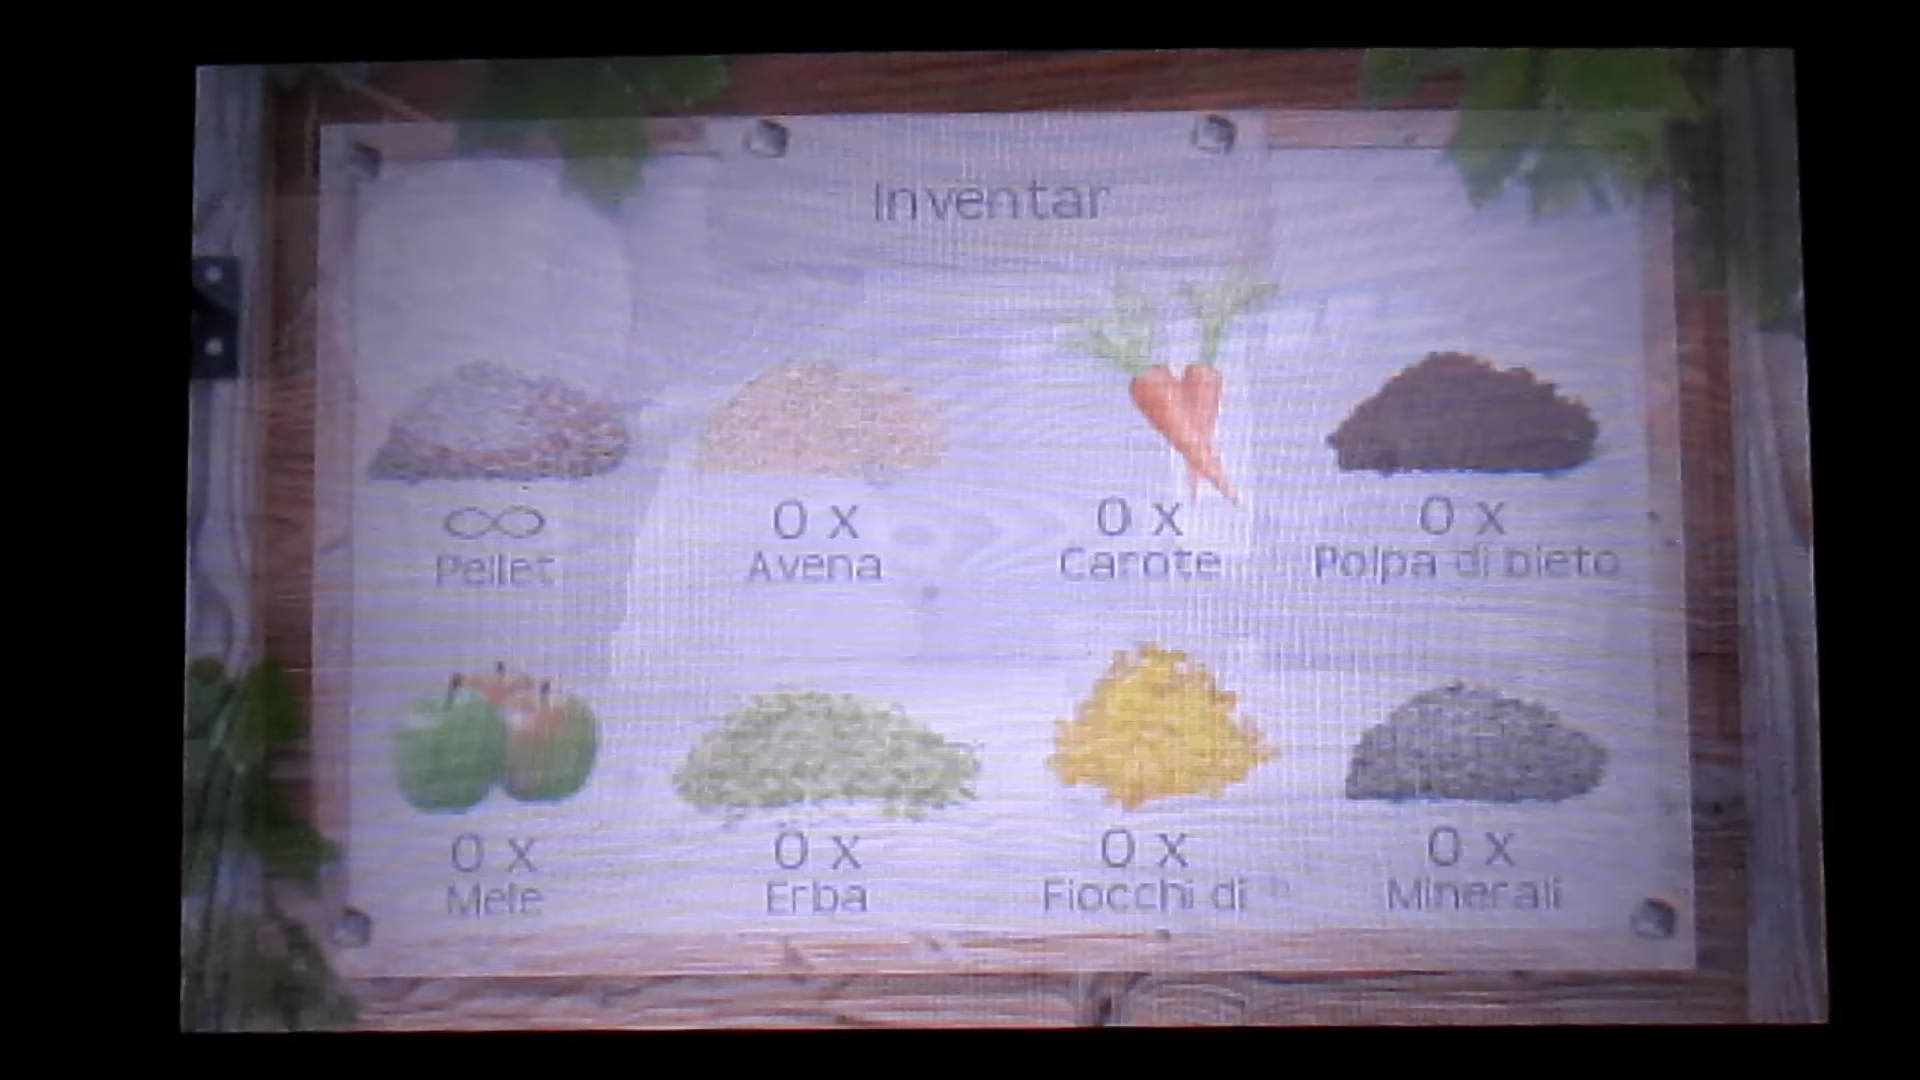 Inventar
∞ 0 x 0 x 0 x
Pellet Avena Carote Polpa di bieto
0 x 0 x 0 x 0 x
Mele Erba Fiocchi di Minerali